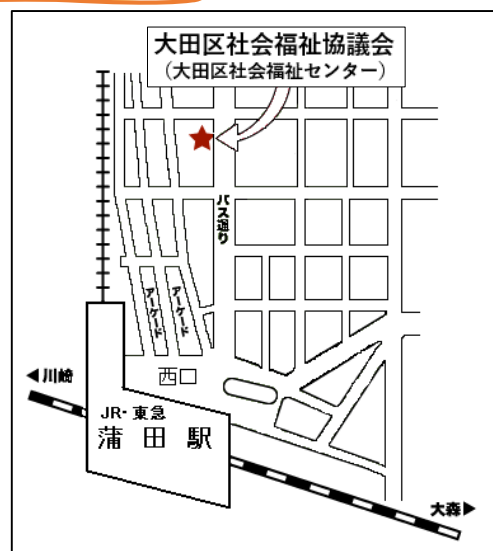 大田区社会福祉協議会
（大田区社会福祉センター）
バス通り
アーケード
アーケード
◀川崎
西口
JR・東急
蒲田駅
大森▶